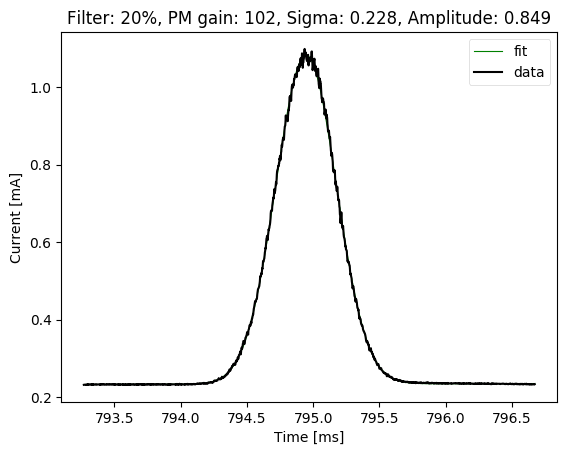 Filter: 20%, PM gain: 102, Sigma: 0.228, Amplitude: 0.849
fit
data
1.0
0.8
0.6
0.4
0.2
Current [mA]
793.5 794.0 794.5 795.0 795.5 796.0 796.5
Time [ms]